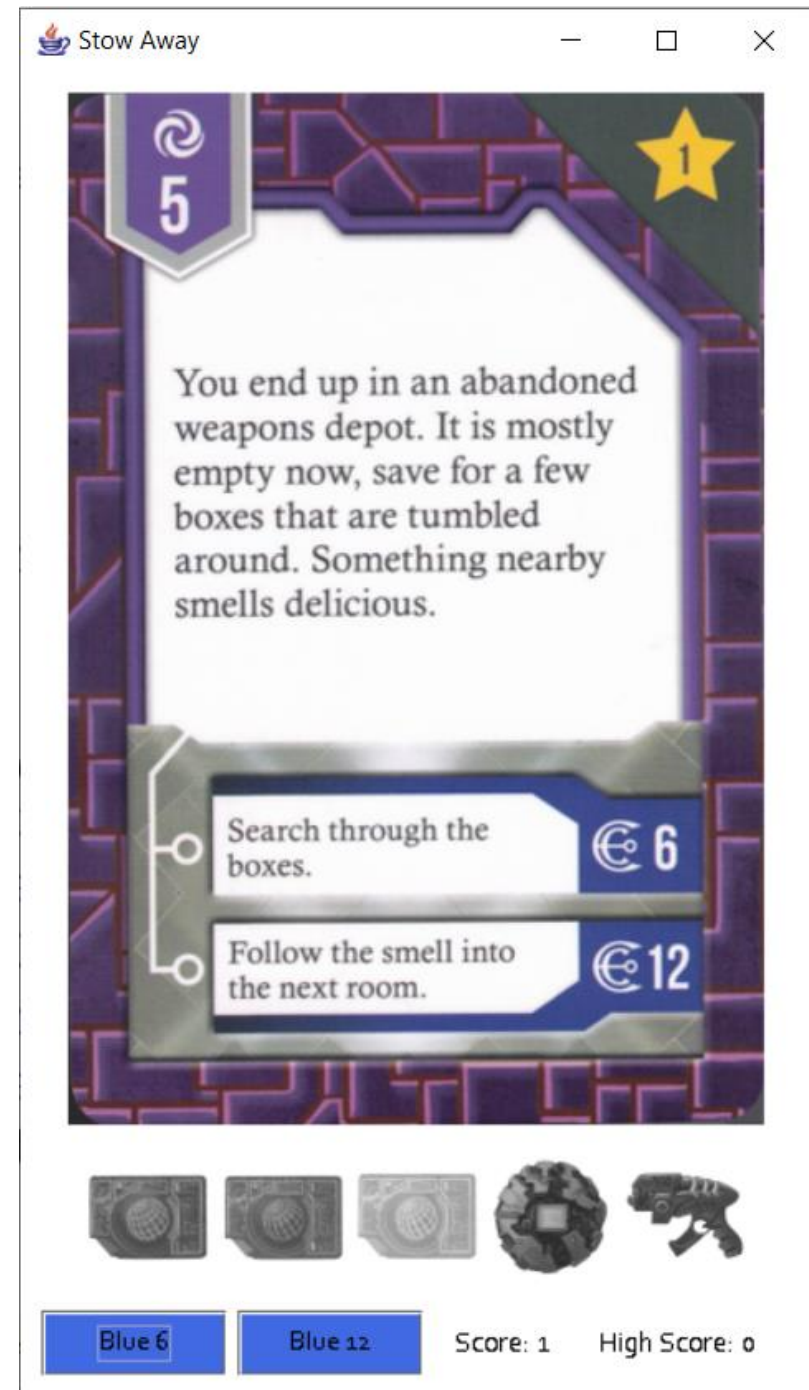 Stow Away
5
1
You end up in an abandoned
weapons depot. It is mostly
empty now, save for a few
boxes that are tumbled
around. Something nearby
smells delicious.
Search through the
boxes.
6
Follow the smell into
the next room.
12
Blue 6
Blue 12
Score: 1
High Score: 0